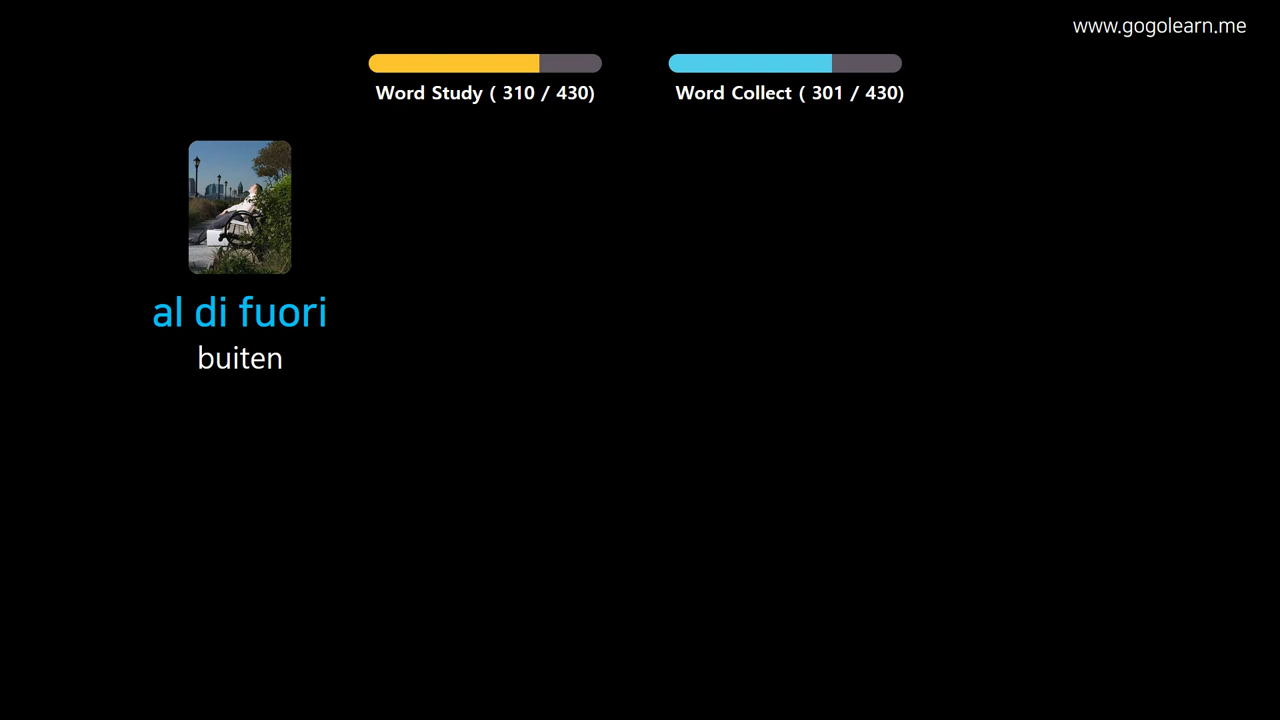 www.gogolearn.me
Word Study ( 310 / 430)
Word Collect ( 301 / 430)
al di fuori
buiten